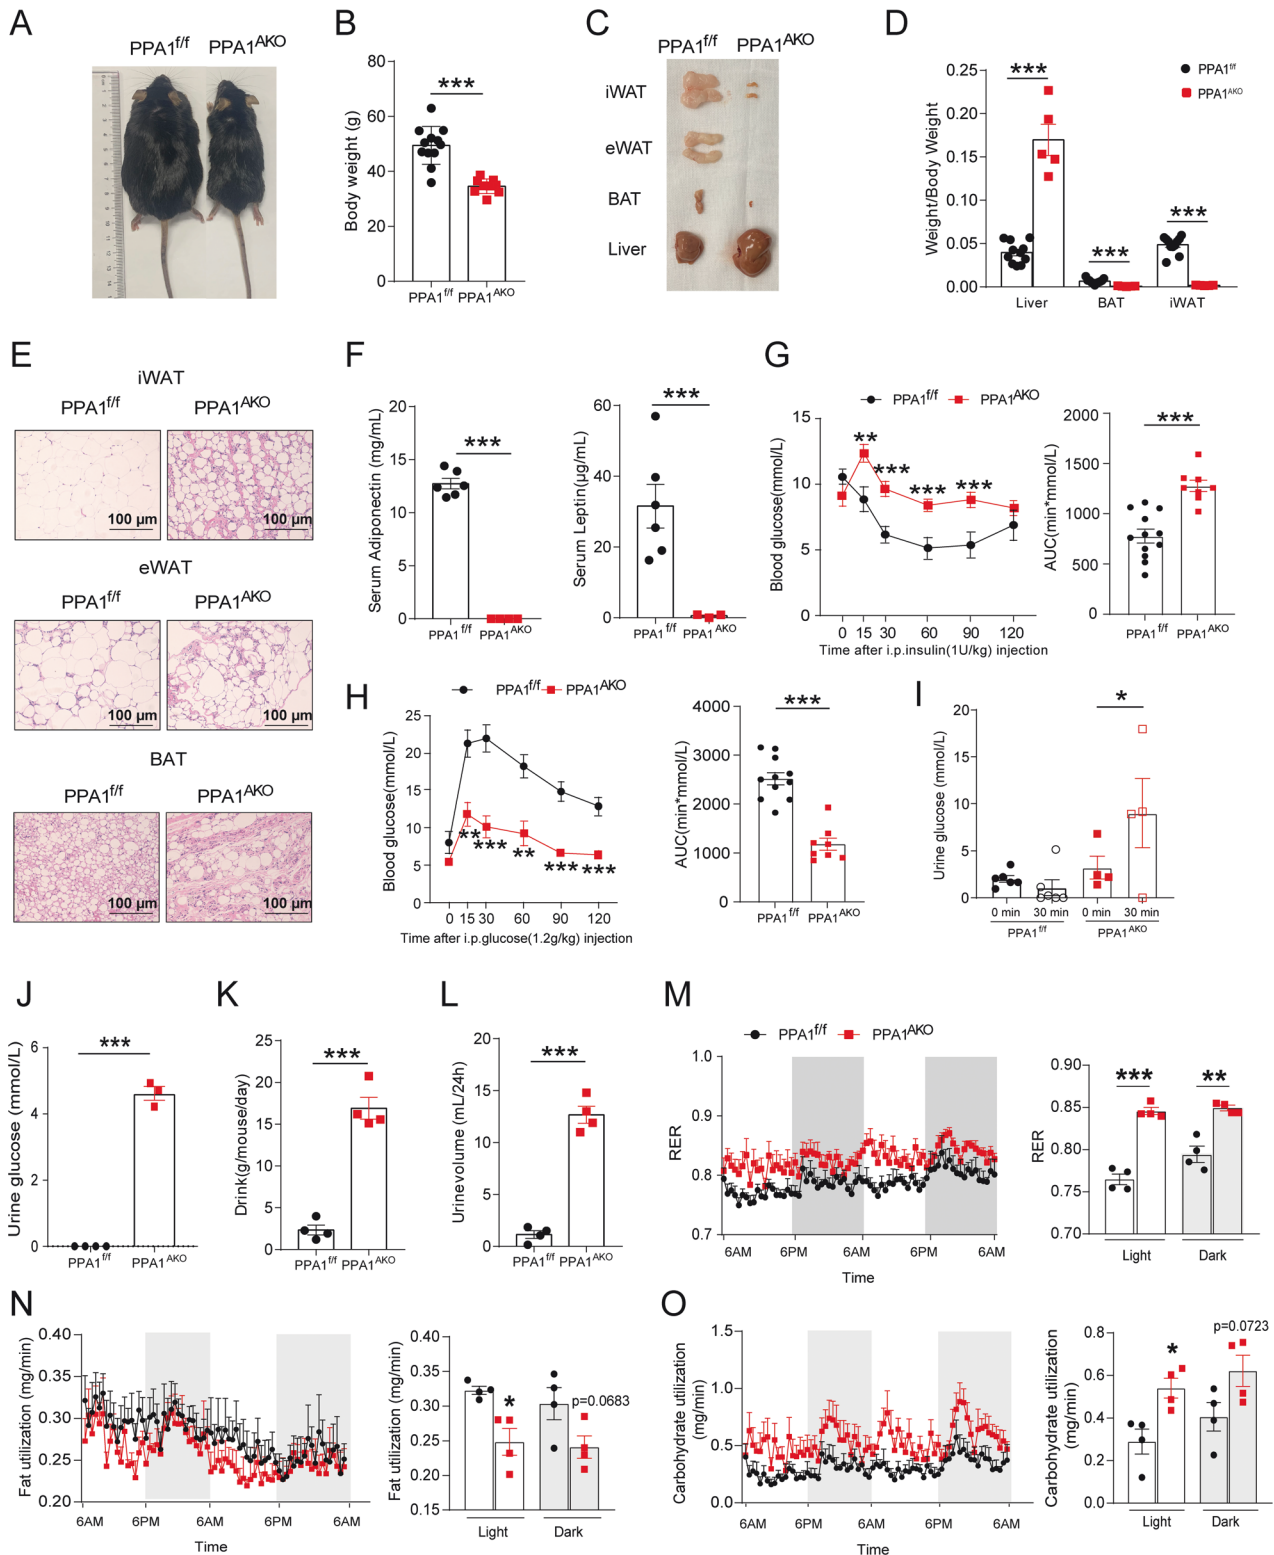 A
PPA1f/f PPA1AKO
B
Body weight (g)
80
60
40
20
0
***
PPA1f/f PPA1AKO
C
PPA1f/f PPA1AKO
iWAT
eWAT
BAT
Liver
D
Weight/Body Weight
0.25
0.20
0.15
0.10
0.05
0.00
***
***
***
PPA1f/f
PPA1AKO
Liver BAT iWAT
E
iWAT
PPA1f/f PPA1AKO
100 µm 100 µm
eWAT
PPA1f/f PPA1AKO
100 µm 100 µm
BAT
PPA1f/f PPA1AKO
100 µm 100 µm
F
Serum Adiponectin (mg/mL)
20
15
10
5
0
***
PPA1f/f PPA1AKO
Serum Leptin(µg/mL)
60
40
20
0
***
PPA1f/f PPA1AKO
G
PPA1f/f PPA1AKO
Blood glucose(mmol/L)
15
10
5
0
**
***
***
***
0 15 30 60 90 120
Time after i.p.insulin(1U/kg) injection
AUC(min*mmol/L)
2000
1500
1000
500
0
***
PPA1f/f PPA1AKO
H
PPA1f/f PPA1AKO
Blood glucose(mmol/L)
25
20
15
10
5
0
**
***
**
***
***
0 15 30 60 90 120
Time after i.p.glucose(1.2g/kg) injection
AUC(min*mmol/L)
4000
3000
2000
1000
0
***
PPA1f/f PPA1AKO
I
Urine glucose (mmol/L)
20
15
10
5
0
*
0 min 30 min 0 min 30 min
PPA1f/f PPA1AKO
J
Urine glucose (mmol/L)
6
4
2
0
***
PPA1f/f PPA1AKO
K
Drink(g/mouse/day)
25
20
15
10
5
0
***
PPA1f/f PPA1AKO
L
Urinevolume (mL/24h)
20
15
10
5
0
***
PPA1f/f PPA1AKO
M
PPA1f/f PPA1AKO
RER
1.0
0.9
0.8
0.7
6AM 6PM 6AM 6PM 6AM
Time
RER
0.90
0.85
0.80
0.75
0.70
***
**
Light Dark
N
Fat utilization (mg/min)
0.40
0.35
0.30
0.25
0.20
6AM 6PM 6AM 6PM 6AM
Time
Fat utilization (mg/min)
0.40
0.35
0.30
0.25
0.20
0.15
*
p=0.0683
Light Dark
O
Carbohydrate utilization
(mg/min)
1.5
1.0
0.5
0.0
6AM 6PM 6AM 6PM 6AM
Time
Carbohydrate utilization
(mg/min)
0.8
0.6
0.4
0.2
0.0
*
p=0.0723
Light Dark